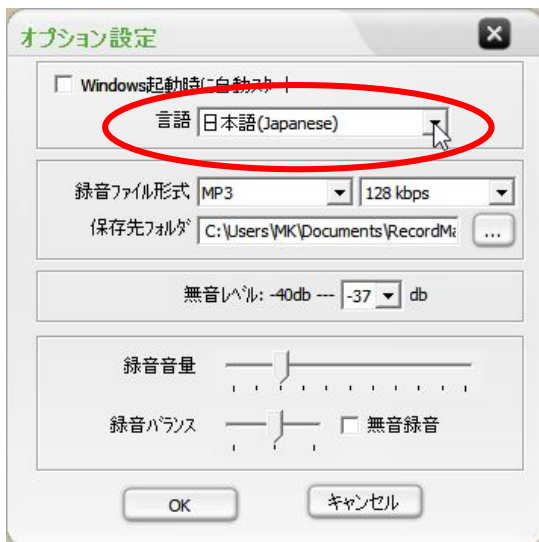 オプション設定
Windows起動時に自動スタート
言語 日本語(Japanese)
録音ファイル形式 MP3 128 kbps
保存先フォルダ C:\Users\MK\Documents\RecordMa ...
無音レベル: -40db --- -37 db
録音音量
録音バランス 無音録音
OK キャンセル